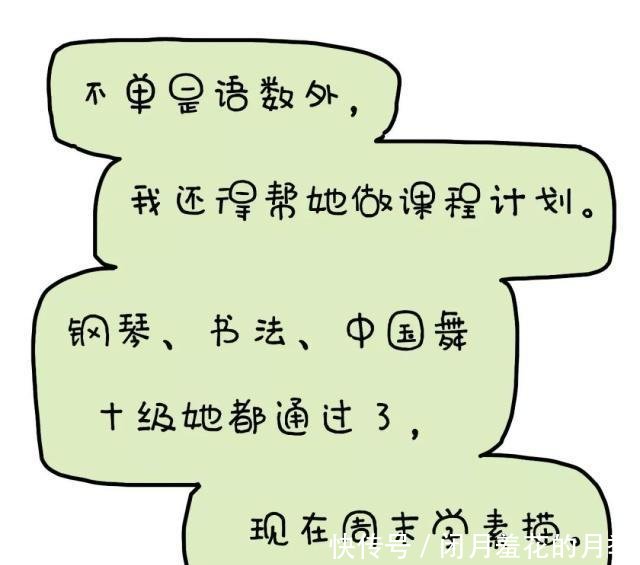 不单是语数外，
我还得帮她做课程计划。
钢琴、书法、中国舞
十级她都通过了，
现在周末学素描。
快传号／闭月羞花的月